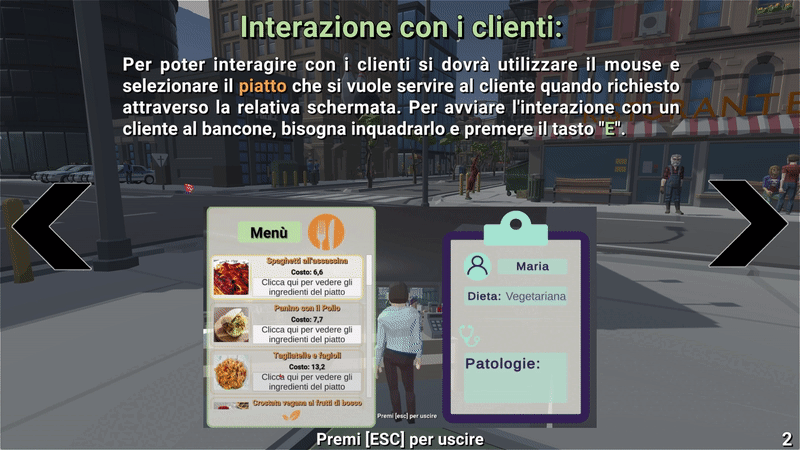 Interazione con i clienti:
Per poter interagire con i clienti si dovrà utilizzare il mouse e
selezionare il piatto che si vuole servire al cliente quando richiesto
attraverso la relativa schermata. Per avviare l'interazione con un
cliente al bancone, bisogna inquadrarlo e premere il tasto "E".
Menù
Spaghetti all'assassina
Costo: 6,6
Clicca qui per vedere gli
ingredienti del piatto
Panino con il Pollo
Costo: 7,7
Clicca qui per vedere gli
ingredienti del piatto
Tagliatelle e fagioli
Costo: 13,2
Clicca qui per vedere gli
ingredienti del piatto
Crostata vegana ai frutti di bosco
Maria
Dieta: Vegetariana
Patologie:
Premi [esc] per uscire
Premi [ESC] per uscire
2